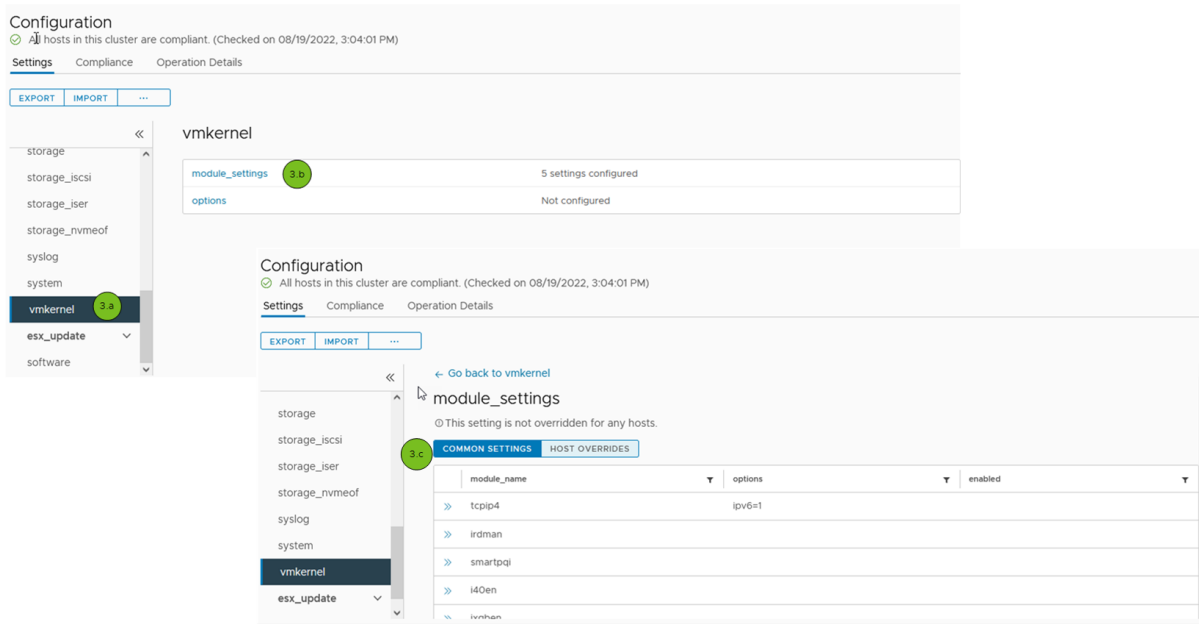 Configuration
All hosts in this cluster are compliant. (Checked on 08/19/2022, 3:04:01 PM)
Settings Compliance Operation Details
EXPORT IMPORT ...
«
vmkernel
storage
storage_iscsi
storage_iser
storage_nvmeof
syslog
system
vmkernel 3.a
esx_update
software
module_settings 3.b 5 settings configured
options Not configured
Configuration
All hosts in this cluster are compliant. (Checked on 08/19/2022, 3:04:01 PM)
Settings Compliance Operation Details
EXPORT IMPORT ...
«
storage
storage_iscsi
storage_iser
storage_nvmeof
syslog
system
vmkernel
esx_update
← Go back to vmkernel
module_settings
This setting is not overridden for any hosts.
3.c COMMON SETTINGS HOST OVERRIDES
module_name options enabled
» tcpip4 ipv6=1
» irdman
» smartpqi
» i40en
» ixgben